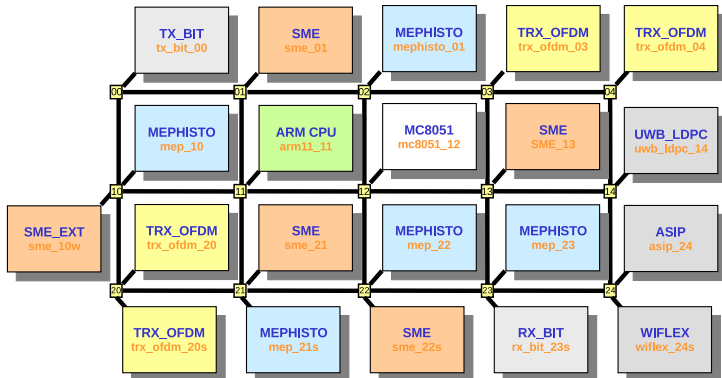 TX_BIT
tx_bit_00
SME
sme_01
MEPHISTO
mephisto_01
TRX_OFDM
trx_ofdm_03
TRX_OFDM
trx_ofdm_04
00
01
02
03
04
MEPHISTO
mep_10
ARM CPU
arm11_11
MC8051
mc8051_12
SME
SME_13
UWB_LDPC
uwb_ldpc_14
10
11
12
13
14
SME_EXT
sme_10w
TRX_OFDM
trx_ofdm_20
SME
sme_21
MEPHISTO
mep_22
MEPHISTO
mep_23
ASIP
asip_24
20
21
22
23
24
TRX_OFDM
trx_ofdm_20s
MEPHISTO
mep_21s
SME
sme_22s
RX_BIT
rx_bit_23s
WIFLEX
wiflex_24s